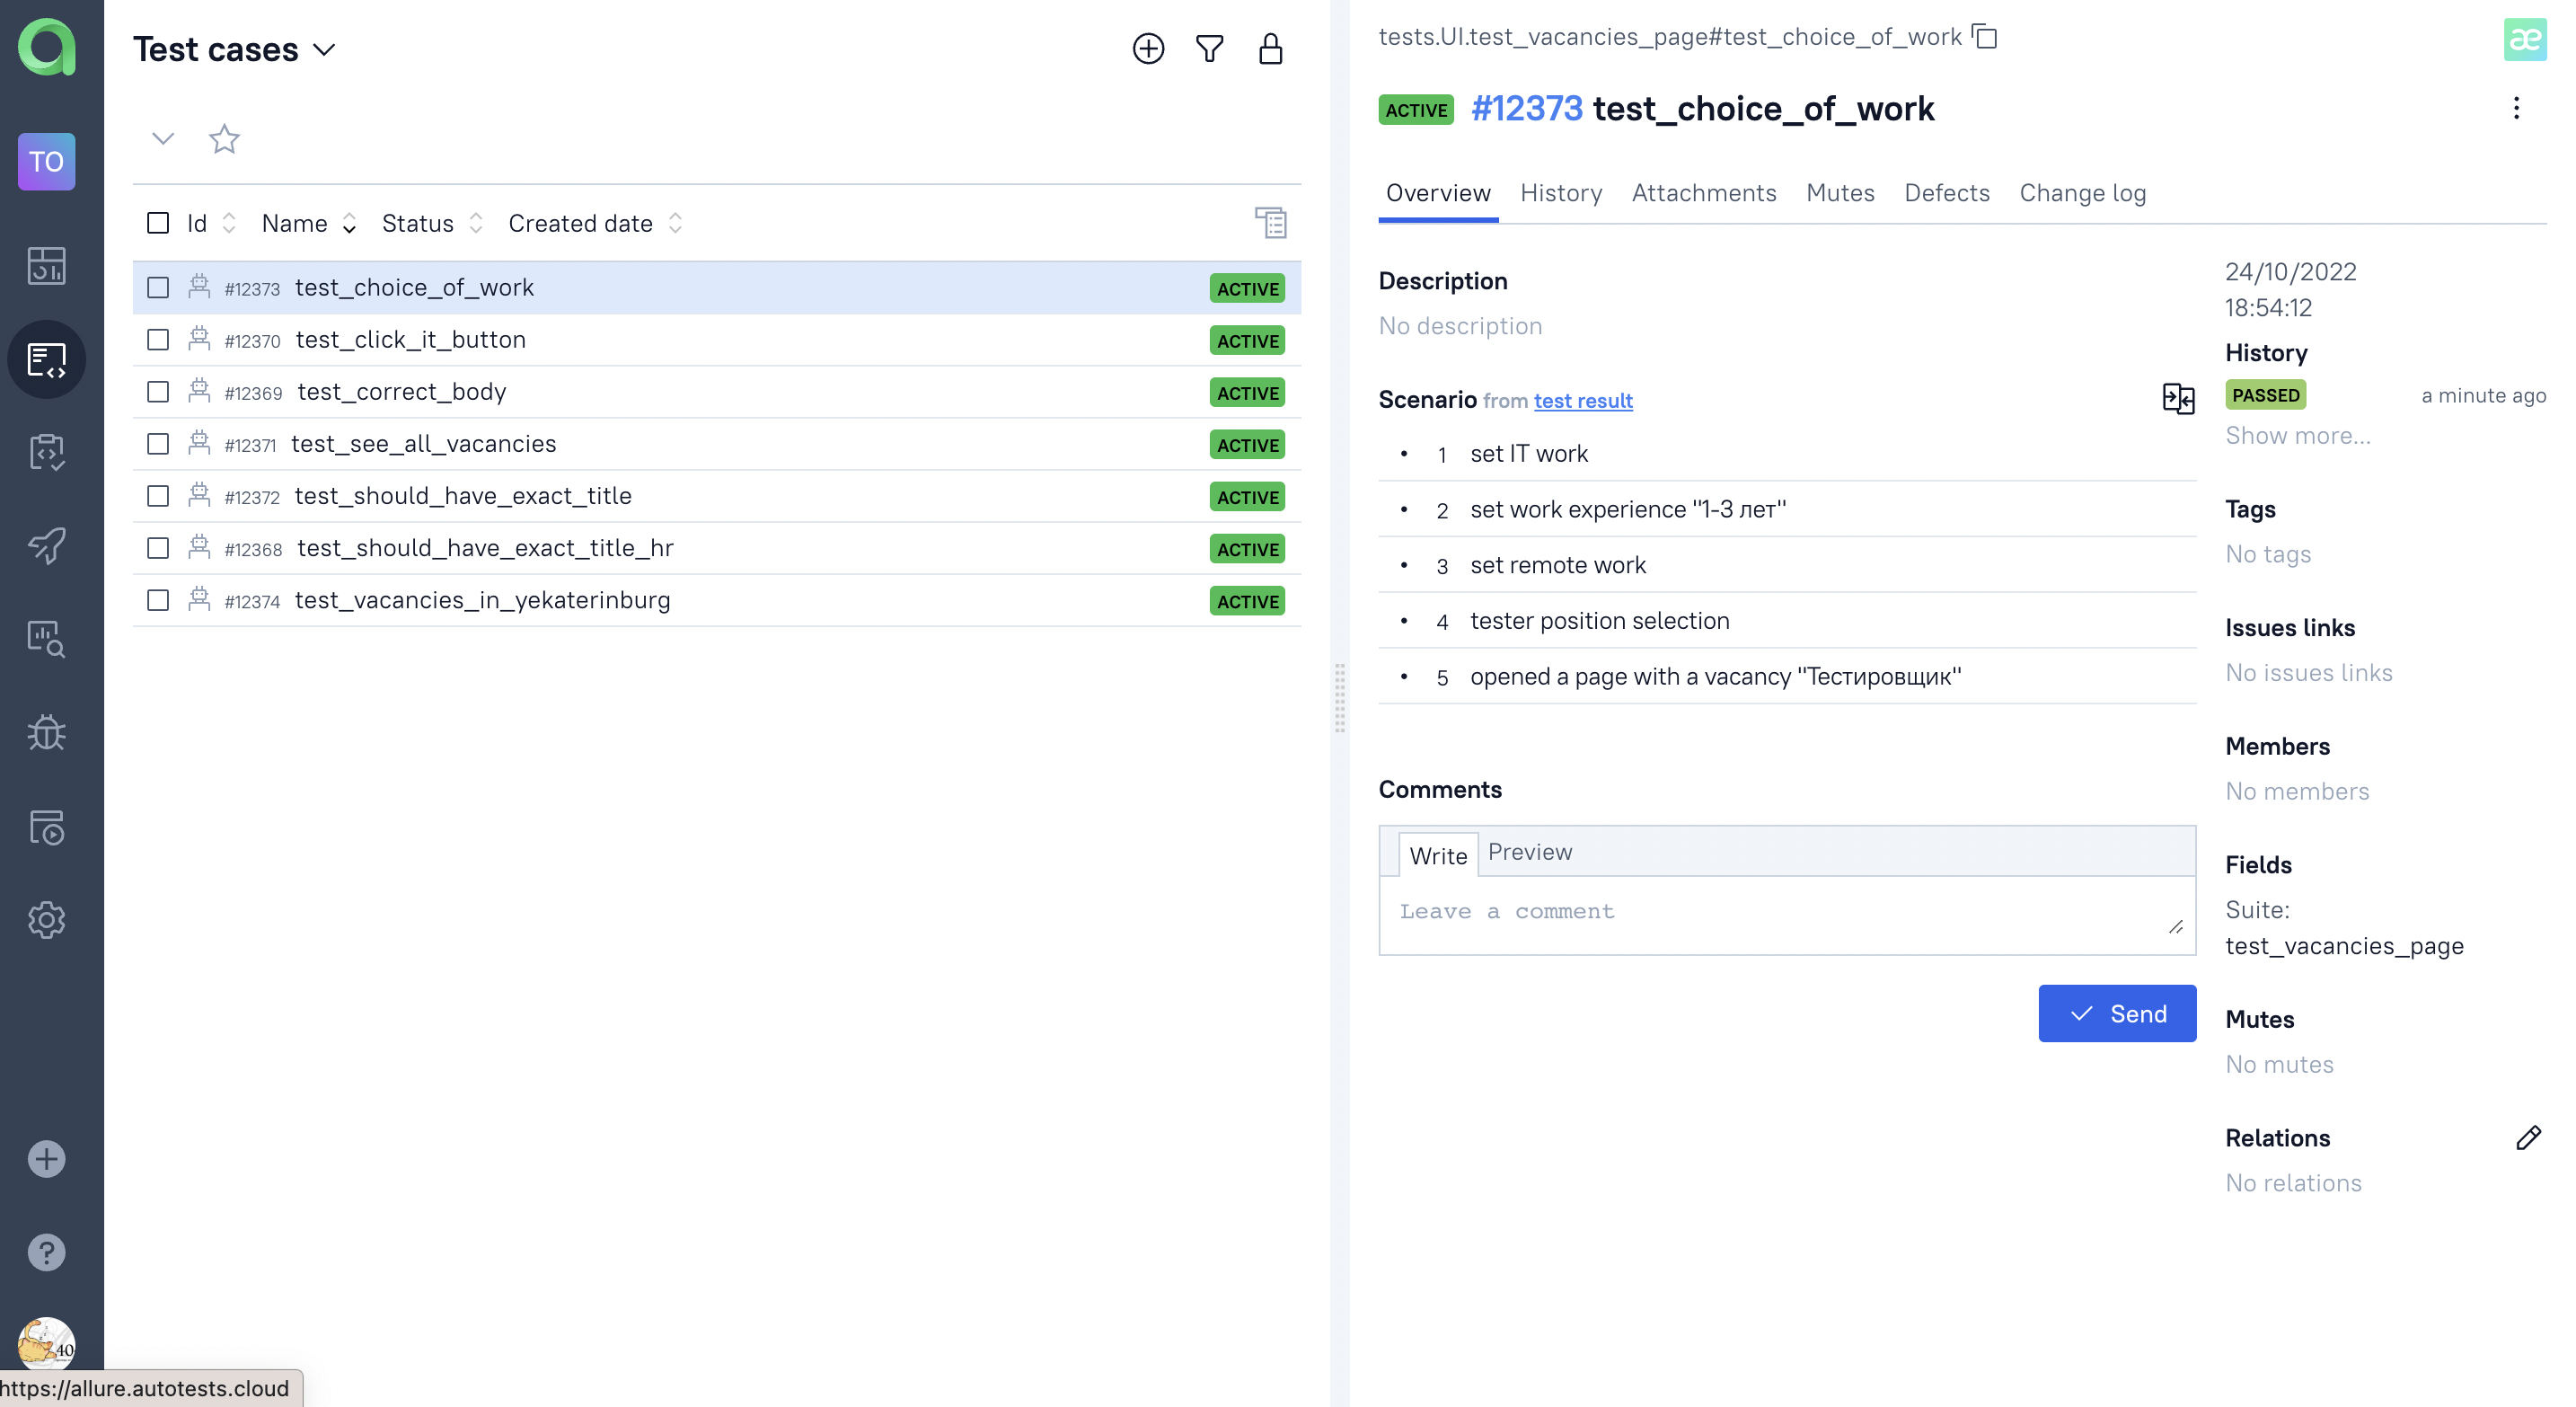 Test cases
TO
Id Name Status Created date
#12373 test_choice_of_work ACTIVE
#12370 test_click_it_button ACTIVE
#12369 test_correct_body ACTIVE
#12371 test_see_all_vacancies ACTIVE
#12372 test_should_have_exact_title ACTIVE
#12368 test_should_have_exact_title_hr ACTIVE
#12374 test_vacancies_in_yekaterinburg ACTIVE
40
https://allure.autotests.cloud
tests.UI.test_vacancies_page#test_choice_of_work
æ
ACTIVE #12373 test_choice_of_work
Overview History Attachments Mutes Defects Change log
Description
No description
Scenario from test result
• 1 set IT work
• 2 set work experience "1-3 лет"
• 3 set remote work
• 4 tester position selection
• 5 opened a page with a vacancy "Тестировщик"
Comments
Write Preview
Leave a comment
Send
24/10/2022
18:54:12
History
PASSED a minute ago
Show more...
Tags
No tags
Issues links
No issues links
Members
No members
Fields
Suite:
test_vacancies_page
Mutes
No mutes
Relations
No relations